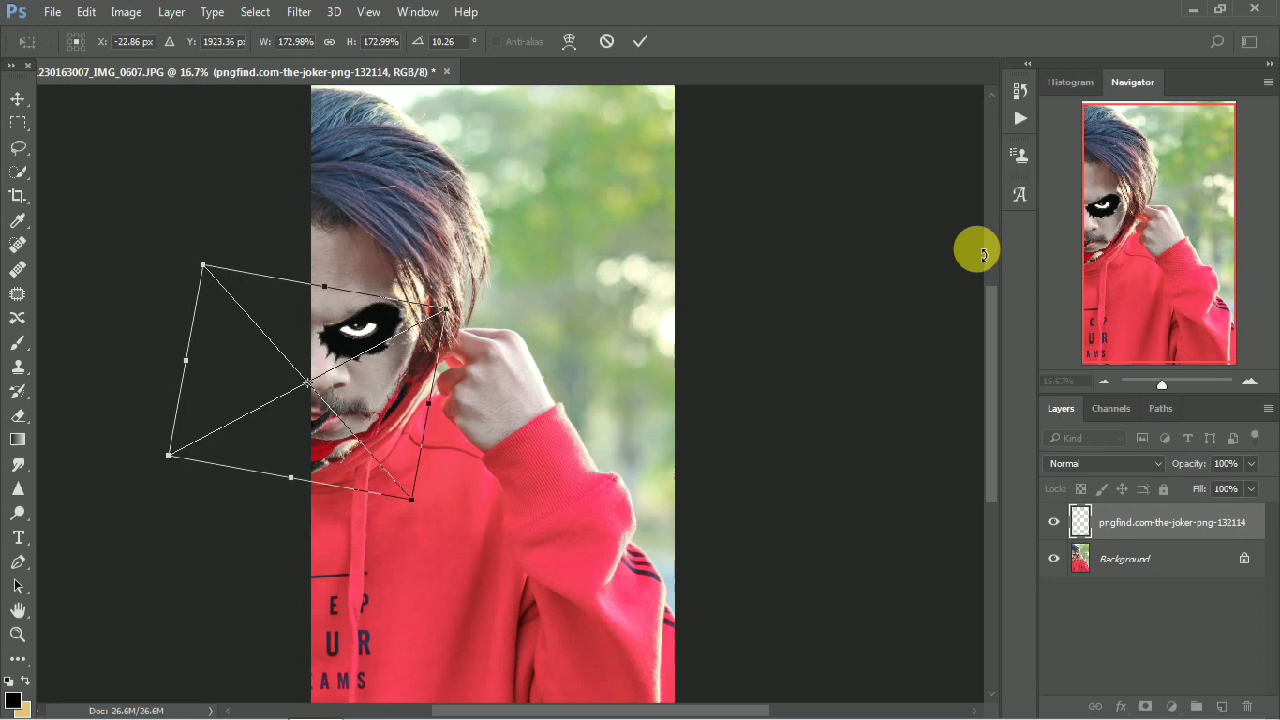 Ps File Edit Image Layer Type Select Filter 3D View Window Help
X: -22.86 px Y: 1923.36 px W: 172.98% H: 172.99% 10.26 ° Anti-alias
230163007_IMG_0607.JPG @ 16.7% (pngfind.com-the-joker-png-132114, RGB/8) * ×
Histogram Navigator
16.67%
Layers Channels Paths
Kind
Normal Opacity: 100%
Lock: Fill: 100%
pngfind.com-the-joker-png-132114
Background
E P
U R
AMS
Doc: 26.6M/26.6M